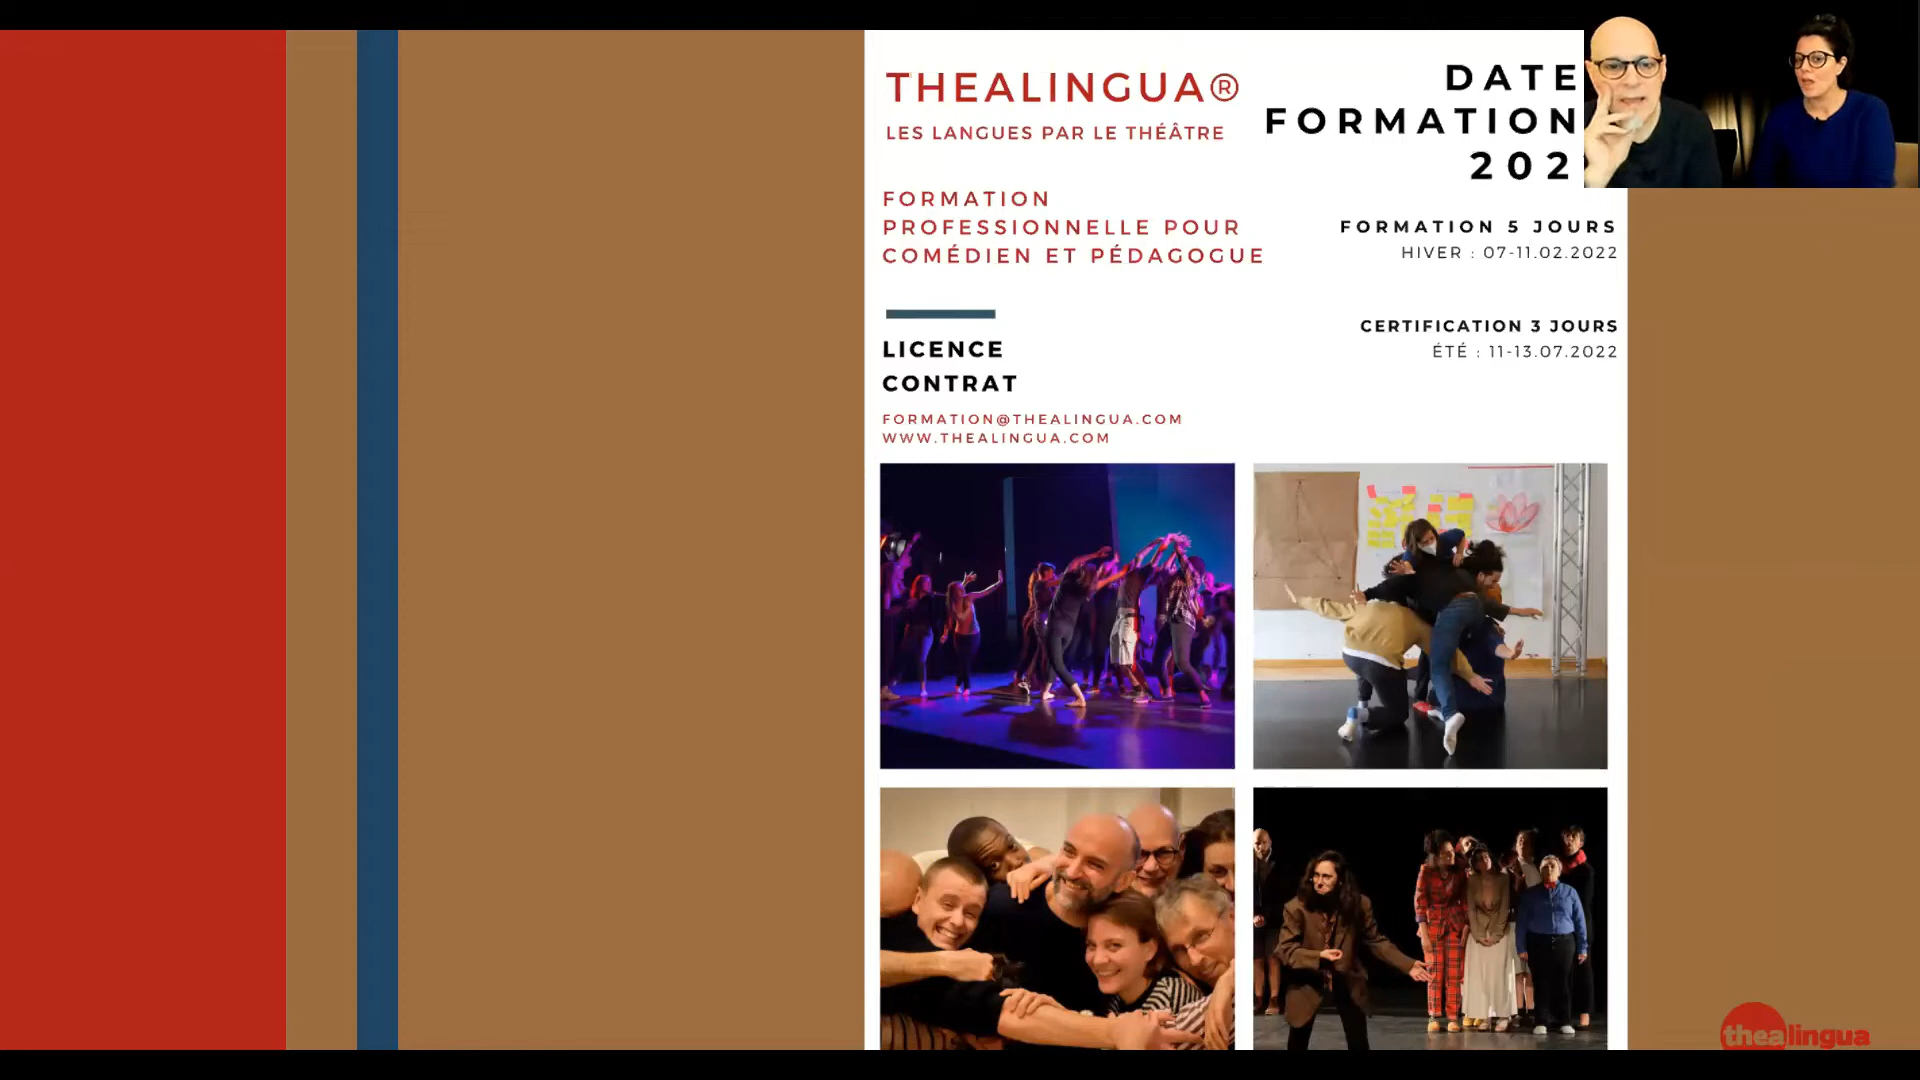 THEALINGUA®
LES LANGUES PAR LE THÉÂTRE
FORMATION
PROFESSIONNELLE POUR
COMÉDIEN ET PÉDAGOGUE
LICENCE
CONTRAT
FORMATION@THEALINGUA.COM
WWW.THEALINGUA.COM
DATE
FORMATION
202
FORMATION 5 JOURS
HIVER : 07-11.02.2022
CERTIFICATION 3 JOURS
ÉTÉ : 11-13.07.2022
thealingua